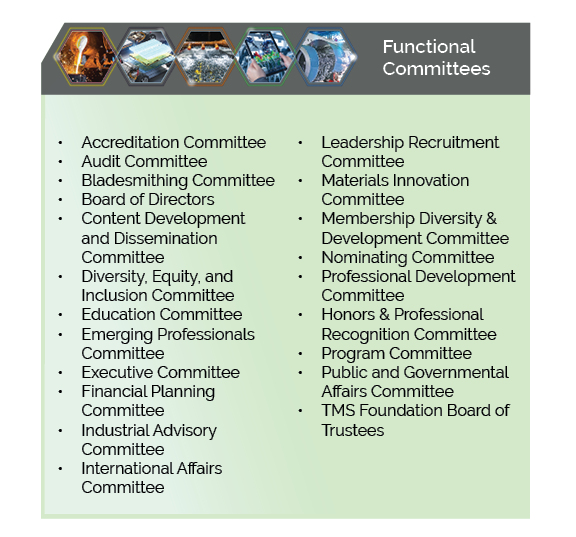 Functional
Committees
• Accreditation Committee
• Audit Committee
• Bladesmithing Committee
• Board of Directors
• Content Development
and Dissemination
Committee
• Diversity, Equity, and
Inclusion Committee
• Education Committee
• Emerging Professionals
Committee
• Executive Committee
• Financial Planning
Committee
• Industrial Advisory
Committee
• International Affairs
Committee
• Leadership Recruitment
Committee
• Materials Innovation
Committee
• Membership Diversity &
Development Committee
• Nominating Committee
• Professional Development
Committee
• Honors & Professional
Recognition Committee
• Program Committee
• Public and Governmental
Affairs Committee
• TMS Foundation Board of
Trustees